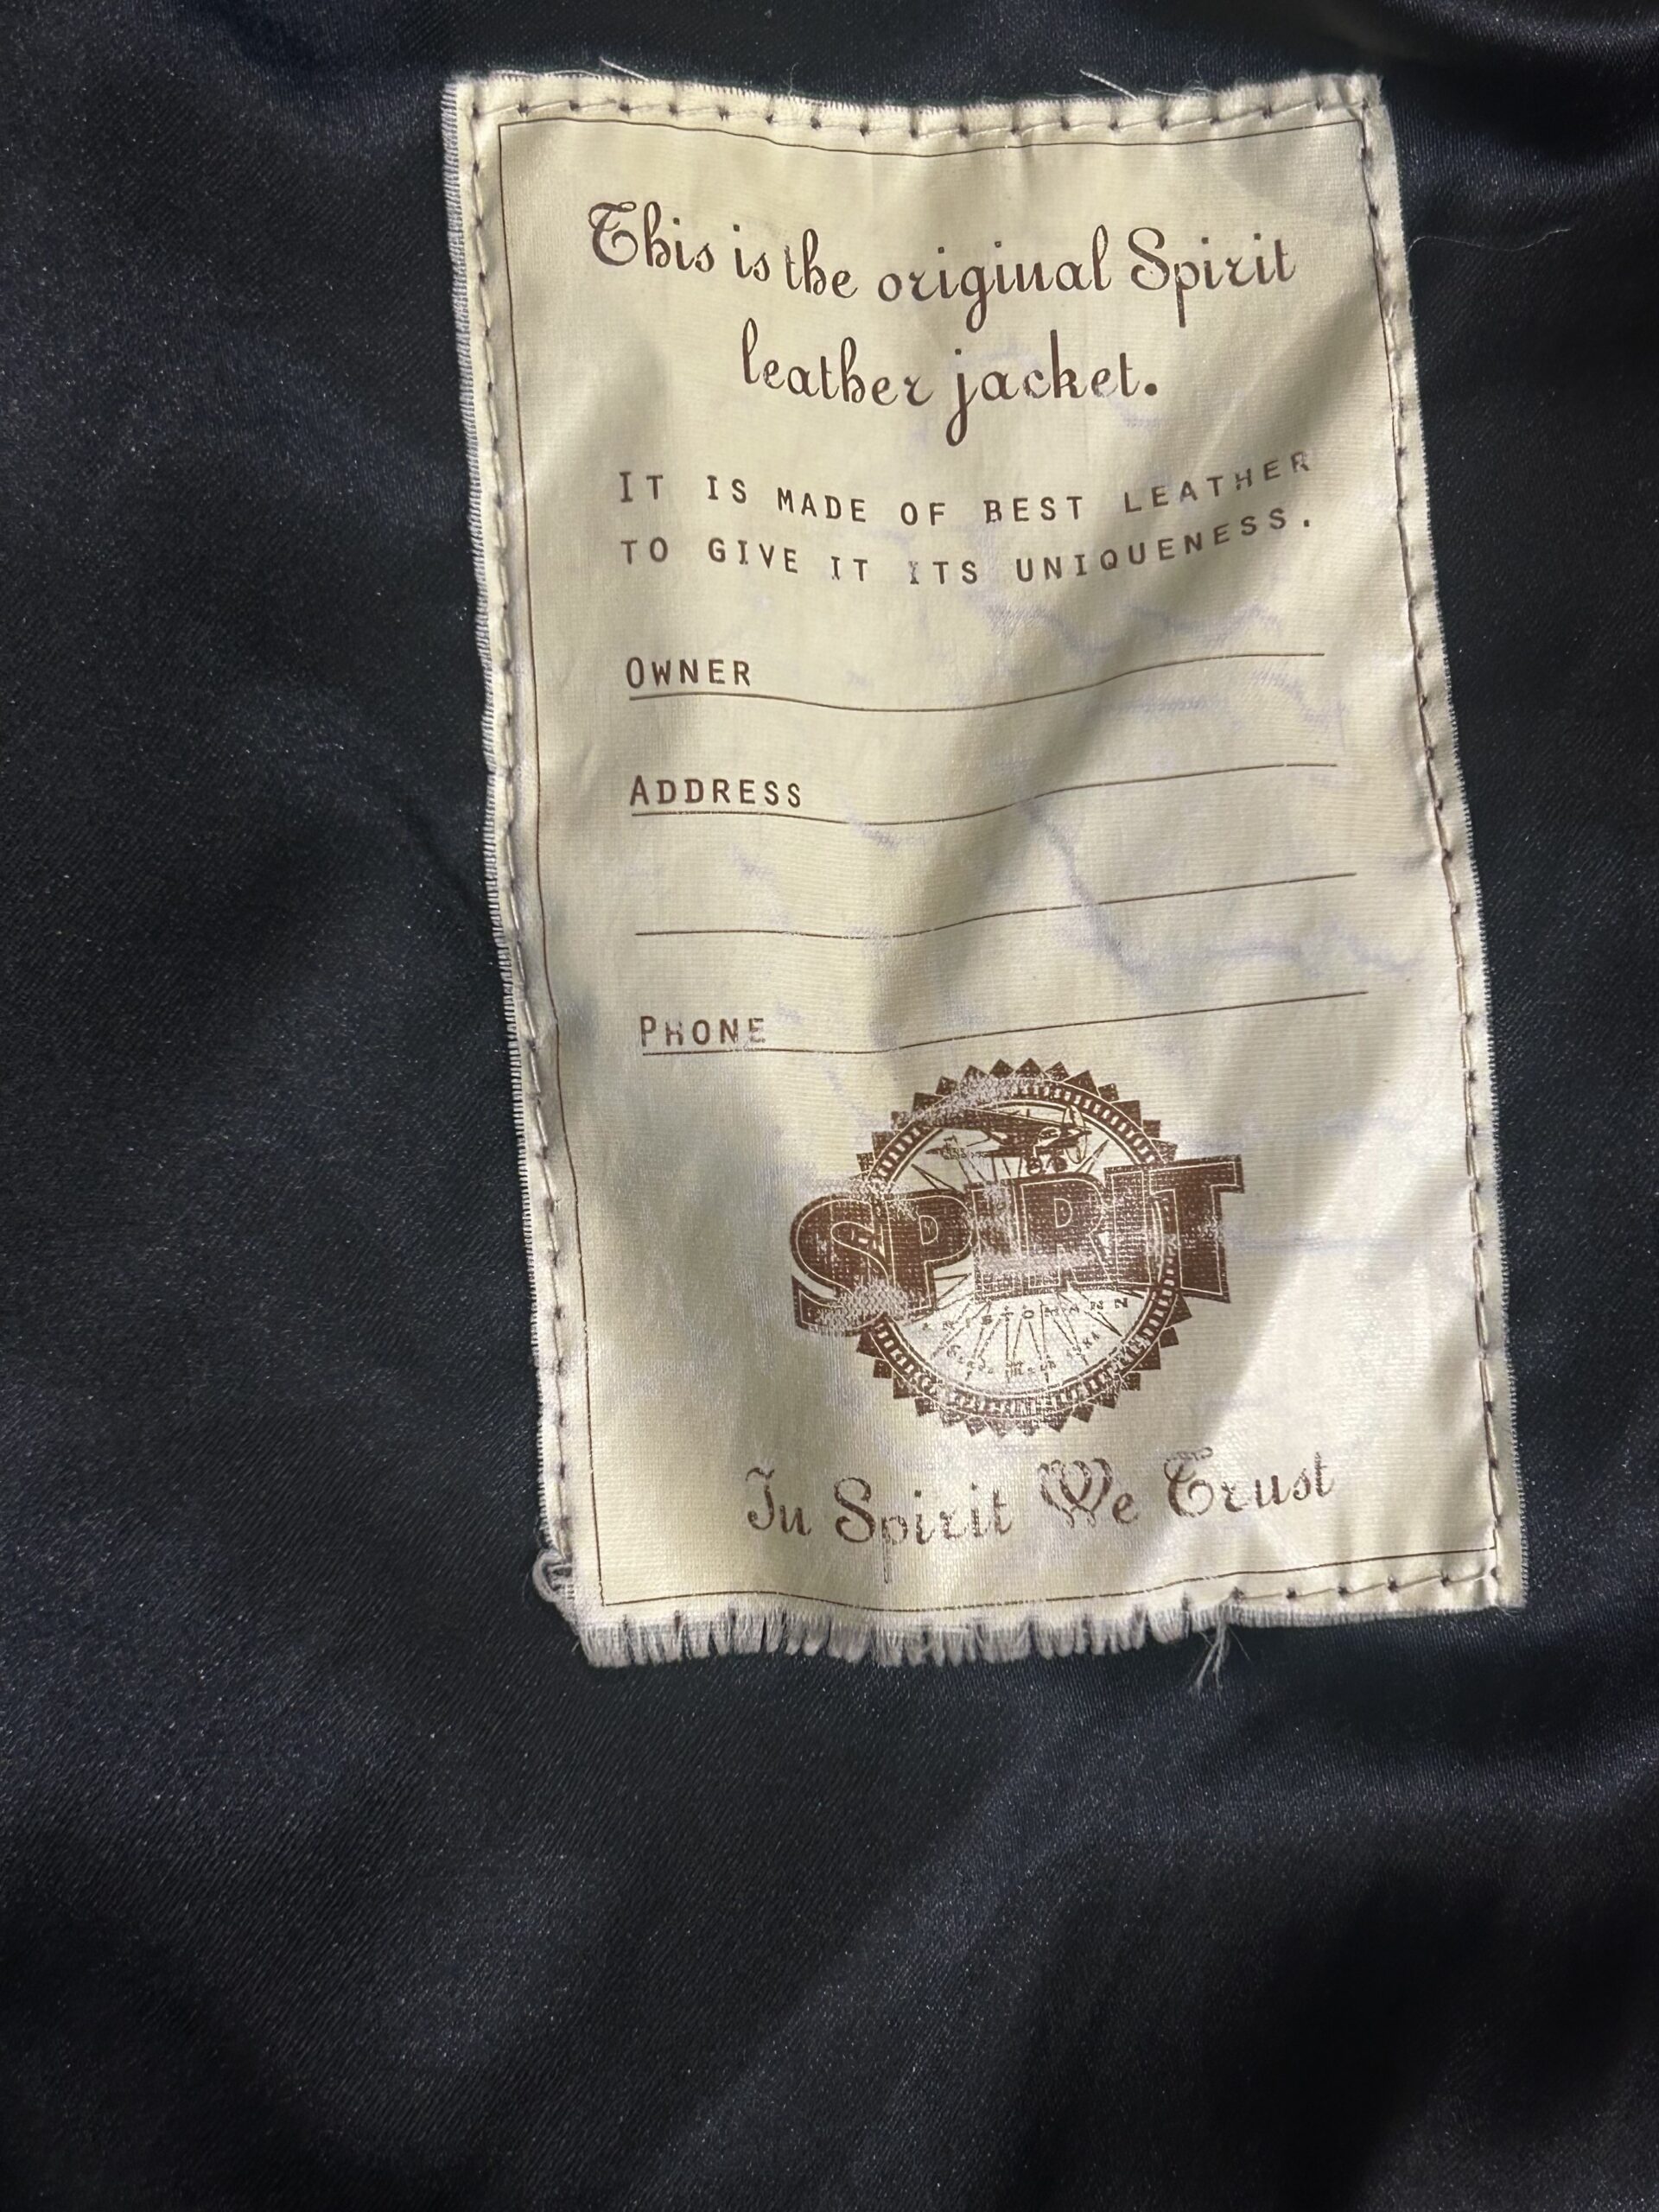 This is the original Spirit
leather jacket.
IT IS MADE OF BEST LEATHER
TO GIVE IT ITS UNIQUENESS.
OWNER
ADDRESS
PHONE
SPIRIT
In Spirit We Trust